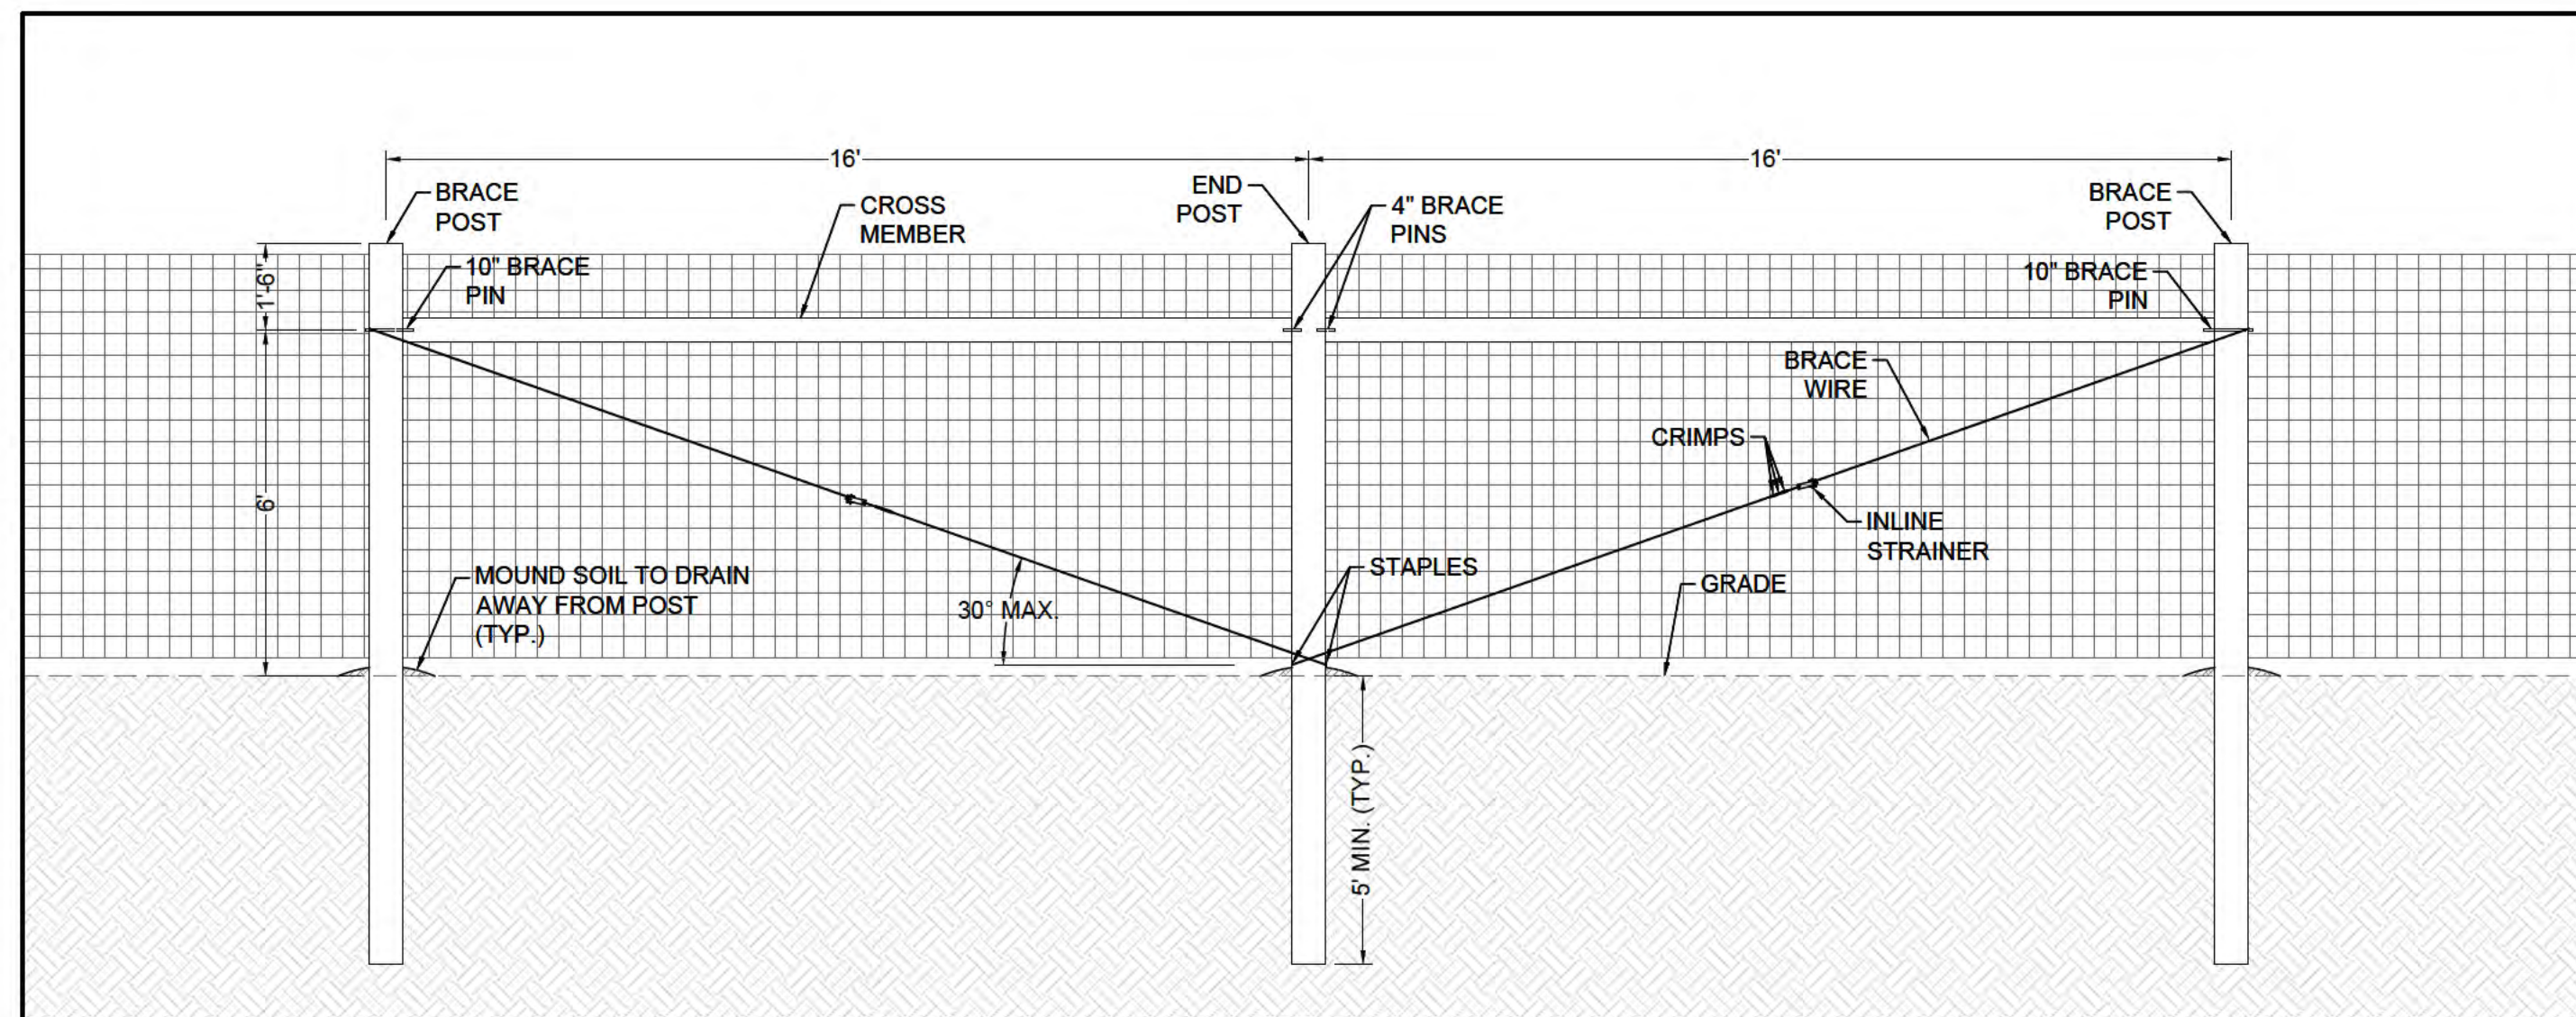 16'
16'
BRACE
POST
CROSS
MEMBER
END
POST
4" BRACE
PINS
BRACE
POST
1'-6"
10" BRACE
PIN
10" BRACE
PIN
BRACE
WIRE
CRIMPS
6'
INLINE
STRAINER
MOUND SOIL TO DRAIN
AWAY FROM POST
(TYP.)
30° MAX.
STAPLES
GRADE
5' MIN. (TYP.)